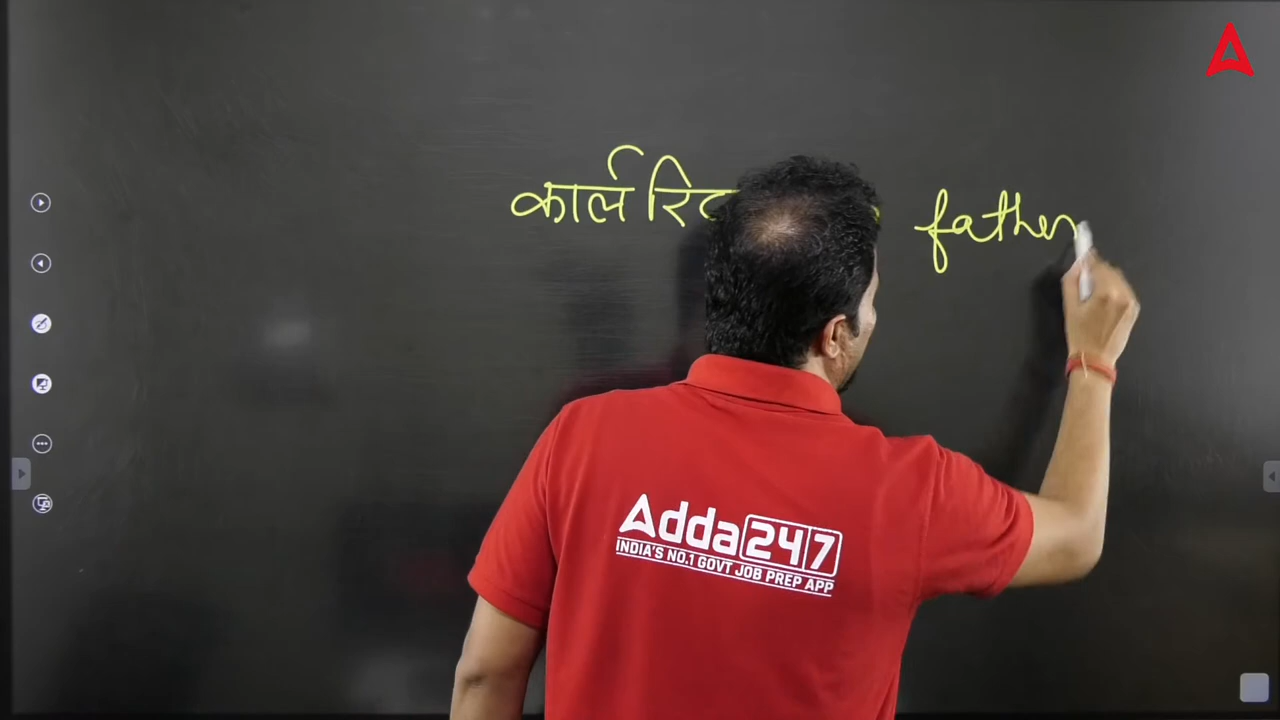 कार्ल father
Adda247
INDIA'S NO.1 GOVT JOB PREP APP